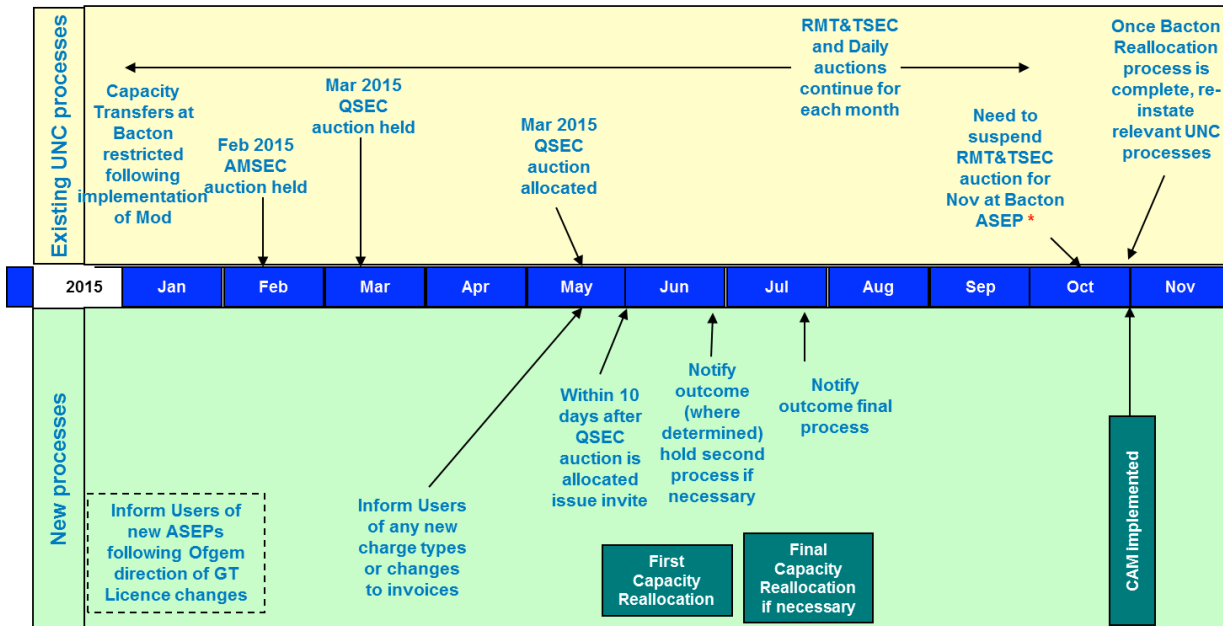 Existing UNC processes
Capacity
Transfers at
Bacton
restricted
following
implementation
of Mod
Feb 2015
AMSEC
auction held
Mar 2015
QSEC
auction held
Mar 2015
QSEC
auction
allocated
RMT&TSEC
and Daily
auctions
continue for
each month
Need to
suspend
RMT&TSEC
auction for
Nov at Bacton
ASEP *
Once Bacton
Reallocation
process is
complete, re-
instate
relevant UNC
processes
2015
Jan
Feb
Mar
Apr
May
Jun
Jul
Aug
Sep
Oct
Nov
New processes
Inform Users of
new ASEPs
following Ofgem
direction of GT
Licence changes
Inform Users
of any new
charge types
or changes
to invoices
Within 10
days after
QSEC
auction is
allocated
issue invite
Notify
outcome
(where
determined)
hold second
process if
necessary
Notify
outcome final
process
First
Capacity
Reallocation
Final
Capacity
Reallocation
if necessary
CAM implemented